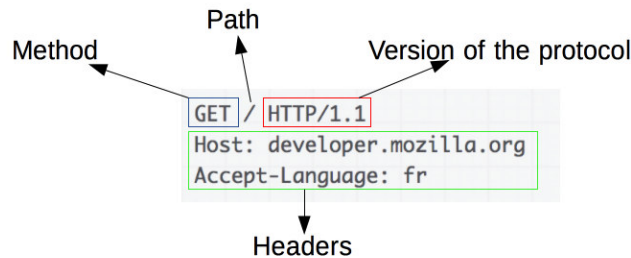 Path
Method
Version of the protocol
GET / HTTP/1.1
Host: developer.mozilla.org
Accept-Language: fr
Headers